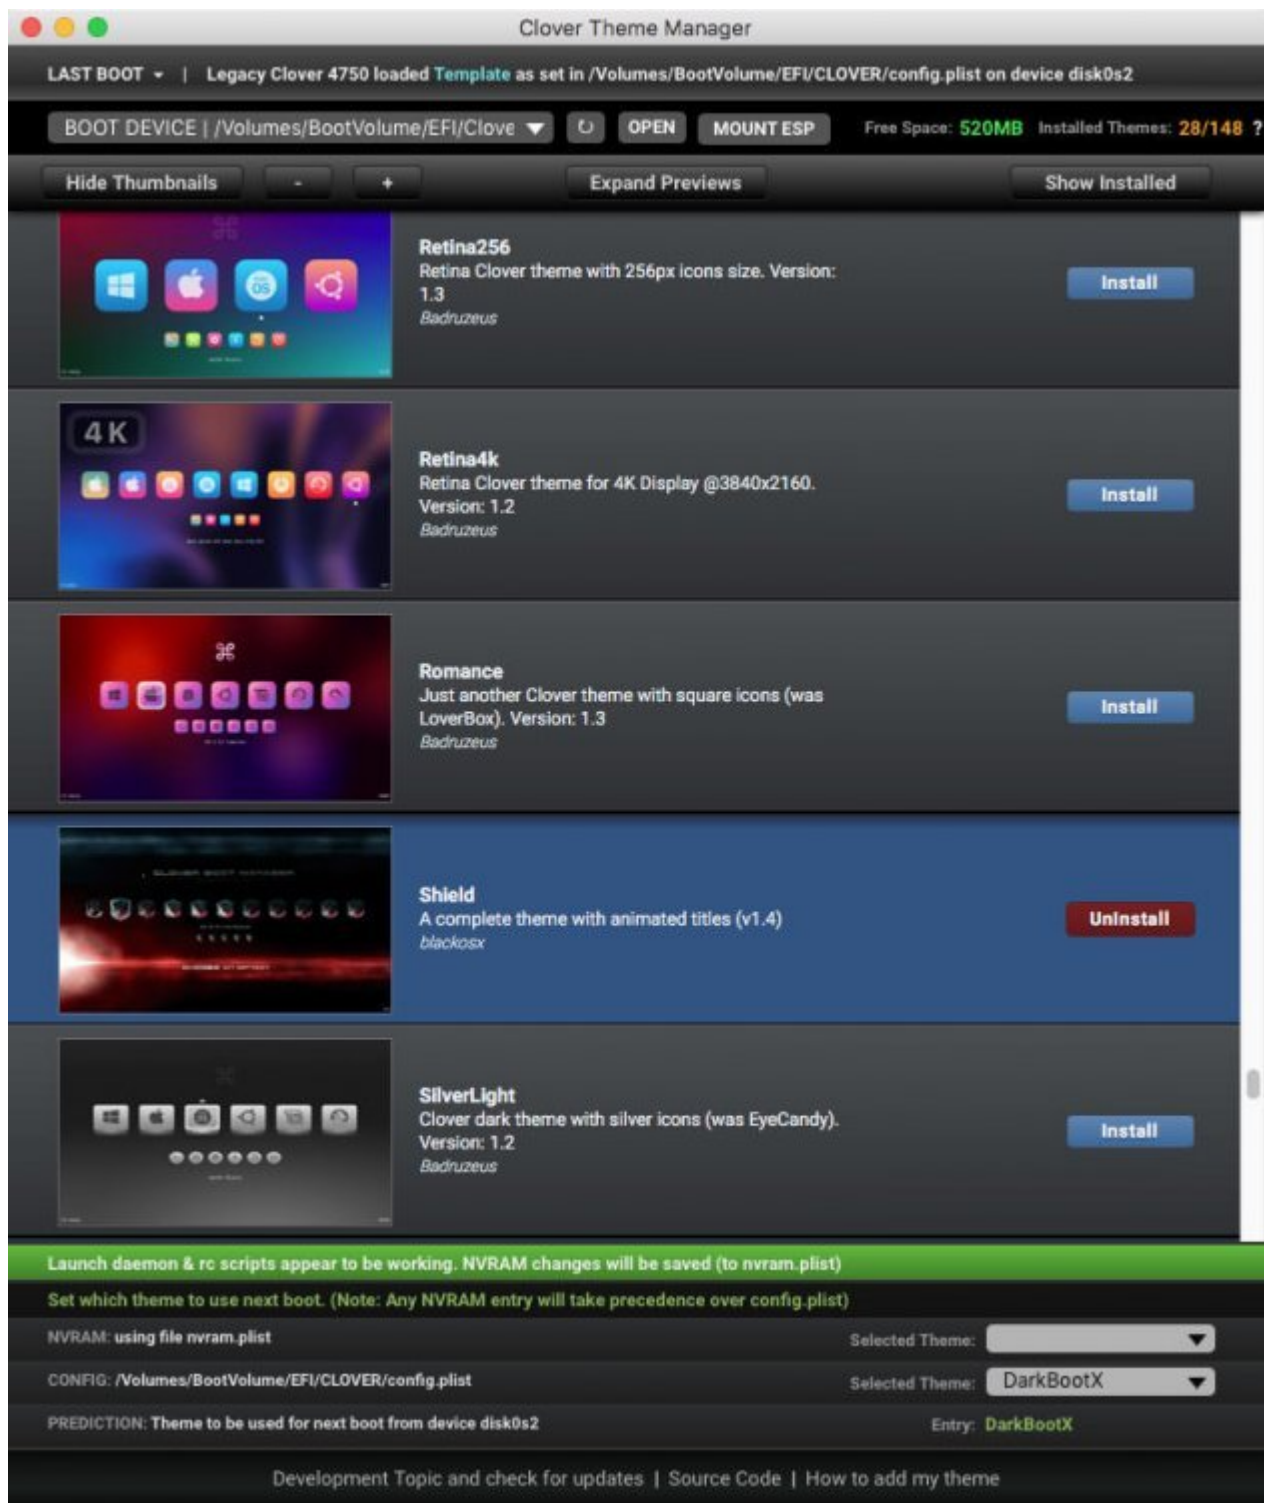 Clover Theme Manager
LAST BOOT | Legacy Clover 4750 loaded Template as set in /Volumes/BootVolume/EFI/CLOVER/config.plist on device disk0s2
BOOT DEVICE | /Volumes/BootVolume/EFI/Clove OPEN MOUNT ESP Free Space: 520MB Installed Themes: 28/148 ?
Hide Thumbnails - + Expand Previews Show Installed
Retina256
Retina Clover theme with 256px icons size. Version:
1.3
Badruzeus
Install
4K
Retina4k
Retina Clover theme for 4K Display @3840x2160.
Version: 1.2
Badruzeus
Install
Romance
Just another Clover theme with square icons (was
LoverBox). Version: 1.3
Badruzeus
Install
CLOVER BOOT MANAGER
Shield
A complete theme with animated titles (v1.4)
blackosx
UnInstall
SilverLight
Clover dark theme with silver icons (was EyeCandy).
Version: 1.2
Badruzeus
Install
Launch daemon & rc scripts appear to be working. NVRAM changes will be saved (to nvram.plist)
Set which theme to use next boot. (Note: Any NVRAM entry will take precedence over config.plist)
NVRAM: using file nvram.plist Selected Theme:
CONFIG: /Volumes/BootVolume/EFI/CLOVER/config.plist Selected Theme: DarkBootX
PREDICTION: Theme to be used for next boot from device disk0s2 Entry: DarkBootX
Development Topic and check for updates | Source Code | How to add my theme